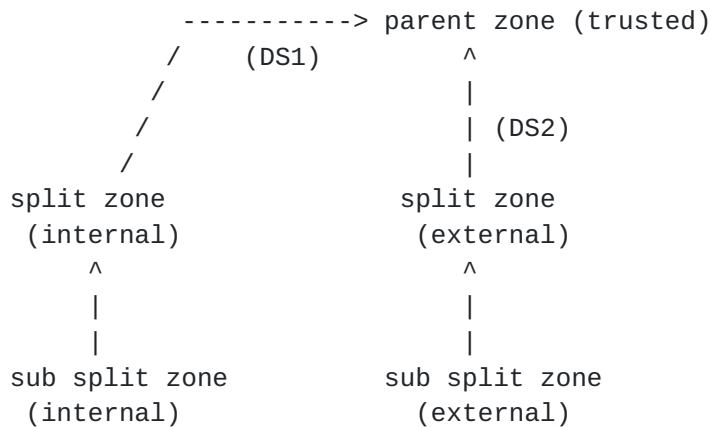 -----------> parent zone (trusted)
/ (DS1) ^
/ |
/ | (DS2)
/ |
split zone split zone
(internal) (external)
^ ^
| |
| |
sub split zone sub split zone
(internal) (external)